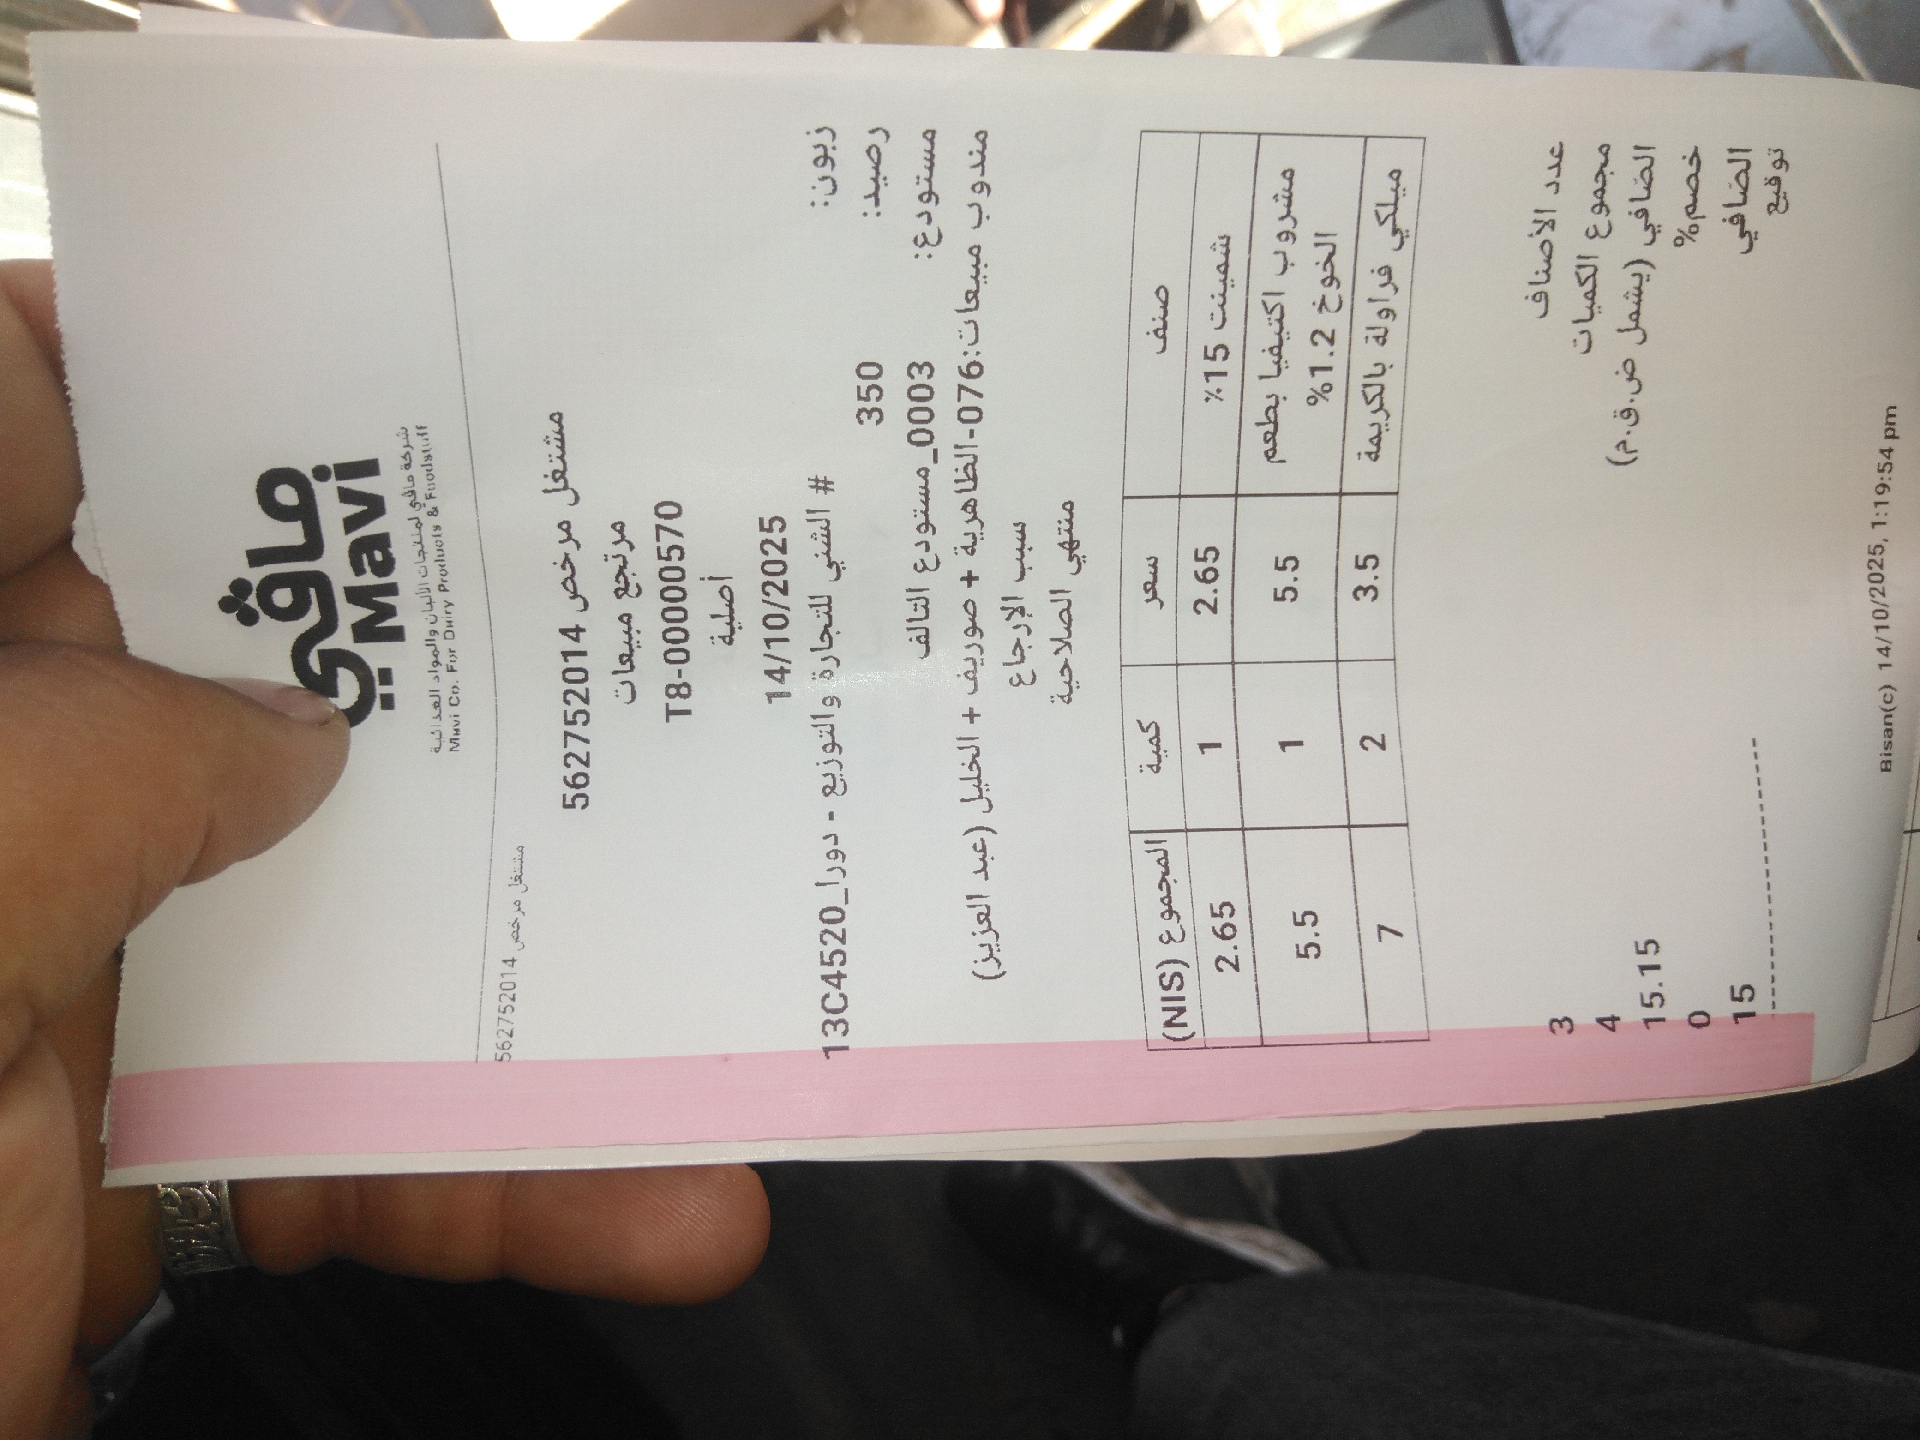 مافي
Mavi
شركة مافي لمنتجات الألبان والمواد الغذائية
Mavi Co. For Dairy Products & Foodstuff
مشتغل مرخص 562752014
مشتغل مرخص 562752014
مرتجع مبيعات
T8-0000570
أصلية
14/10/2025
زبون: # الشني للتجارة والتوزيع - دورا_13C4520
رصيد: 350
مستودع: 0003_مستودع التالف
مندوب مبيعات:076-الظاهرية + صوريف + الخليل (عبد العزيز)
سبب الإرجاع
منتهي الصلاحية
صنف سعر كمية المجموع (NIS)
شمينت 15٪ 2.65 1 2.65
مشروب اكتيفيا بطعم الخوخ 1.2% 5.5 1 5.5
ميلكي فراولة بالكريمة 3.5 2 7
عدد الأصناف 3
مجموع الكميات 4
الصافي (يشمل ض.ق.م) 15.15
خصم% 0
الصافي 15
توقيع
Bisan(c) 14/10/2025, 1:19:54 pm